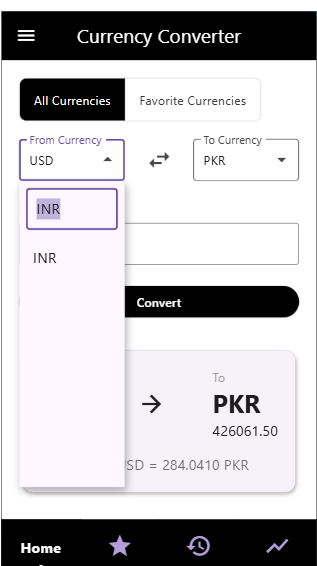 Currency Converter
All Currencies
Favorite Currencies
From Currency
USD
To Currency
PKR
INR
INR
Convert
To
PKR
426061.50
SD = 284.0410 PKR
Home